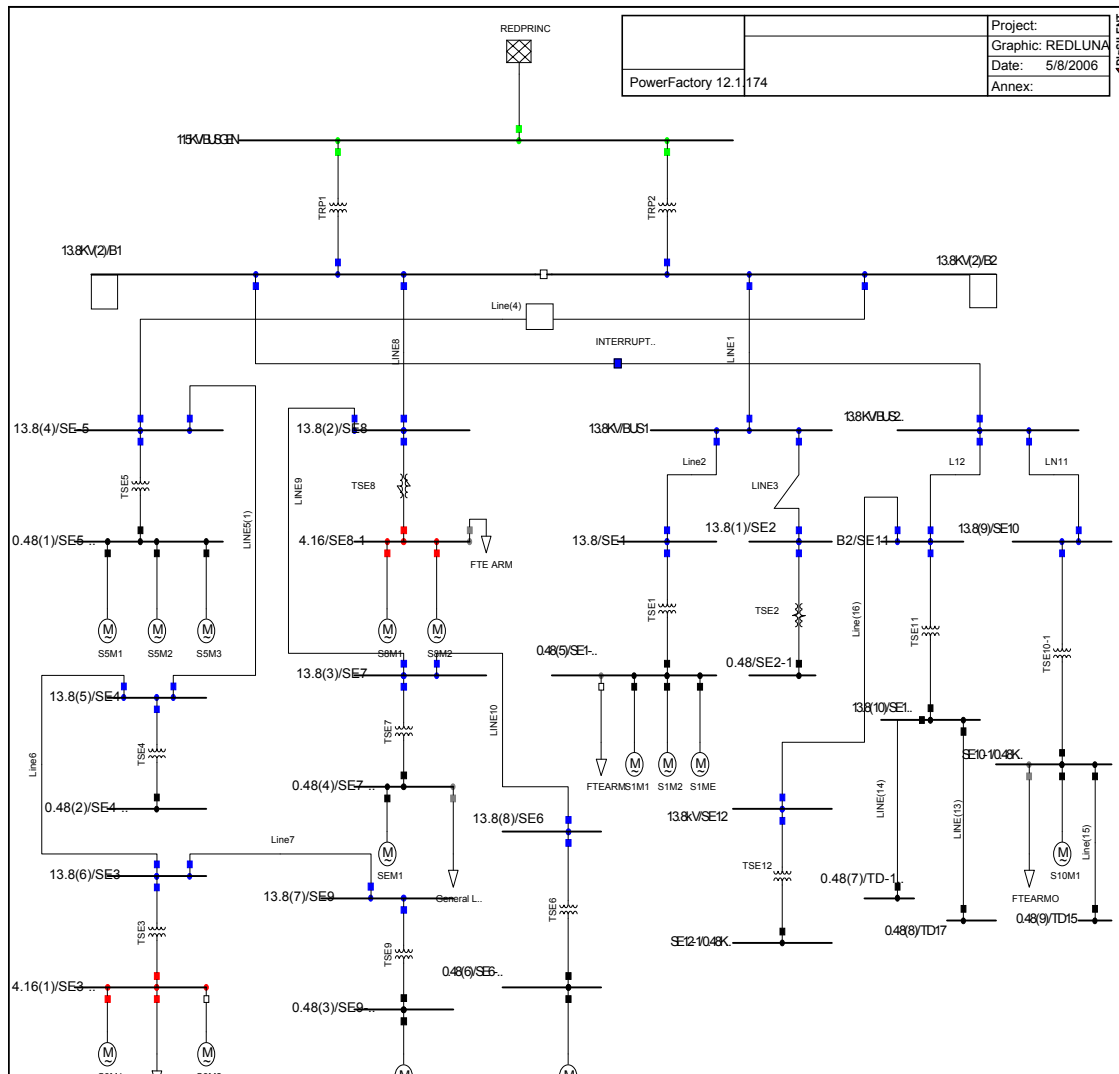 REDPRINC
Project:
Graphic: REDLUNA
Date: 5/8/2006
Annex:
PowerFactory 12.1.174
DIgSILENT
115KV/BUSGEN
TRP1
TRP2
13.8KV(2)/B1
13.8KV(2)/B2
Line(4)
LINE8
INTERRUPT..
LINE1
13.8(4)/SE-5
13.8(2)/SE8
13.8KV/BUS1
13.8KV/BUS2..
LINE9
Line2
LINE3
L12
LN11
TSE5
LINE5(1)
TSE8
0.48(1)/SE5 ..
4.16/SE8-1
FTE ARM
13.8/SE1
13.8(1)/SE2
B2/SE11
13.8(9)/SE10
S5M1
S5M2
S5M3
S8M1
S8M2
TSE1
TSE2
Line(16)
TSE11
TSE10-1
0.48(5)/SE1-..
0.48/SE2-1
13.8(3)/SE7
13.8(5)/SE4
13.8(10)/SE1..
LINE10
TSE7
TSE4
Line6
FTEARM
S1M1
S1M2
S1ME
SE10-1/0.48K..
0.48(4)/SE7-..
0.48(2)/SE4 ..
13.8kV/SE12
LINE(14)
LINE(13)
Line(15)
13.8(8)/SE6
Line7
SEM1
General L..
TSE12
13.8(6)/SE3
13.8(7)/SE9
0.48(7)/TD-1..
FTEARMO
S10M1
0.48(8)/TD17
0.48(9)/TD15
TSE3
TSE9
TSE6
SE12-1/0.48K..
0.48(6)/SE6-..
4.16(1)/SE3 ..
0.48(3)/SE9-..